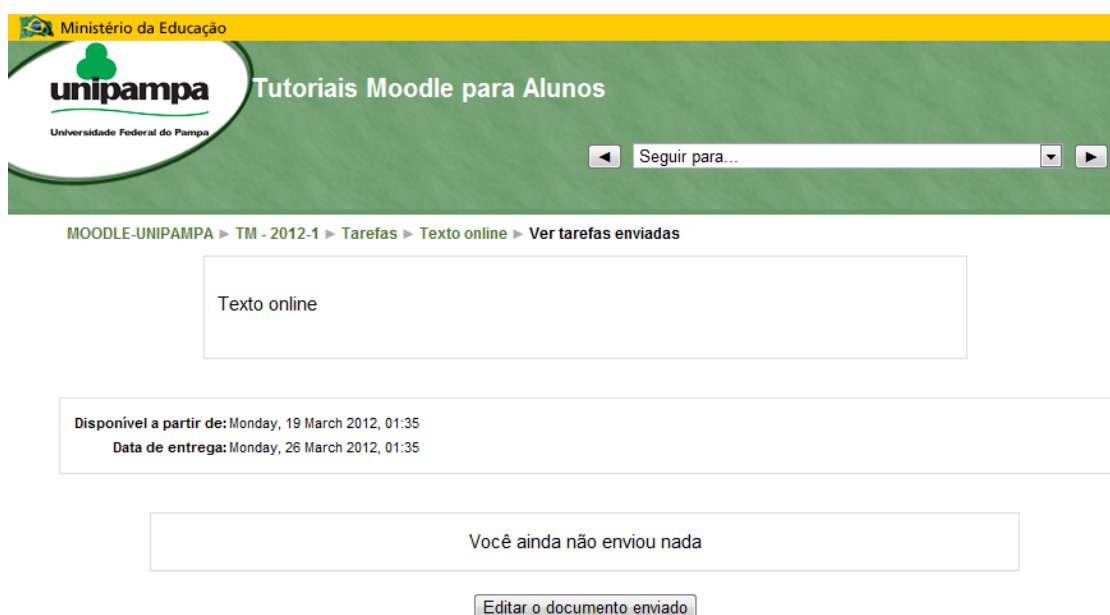 Ministério da Educação
unipampa
Universidade Federal do Pampa
Tutoriais Moodle para Alunos
◄ Seguir para... ►
MOODLE-UNIPAMPA ► TM - 2012-1 ► Tarefas ► Texto online ► Ver tarefas enviadas
Texto online
Disponível a partir de: Monday, 19 March 2012, 01:35
Data de entrega: Monday, 26 March 2012, 01:35
Você ainda não enviou nada
Editar o documento enviado